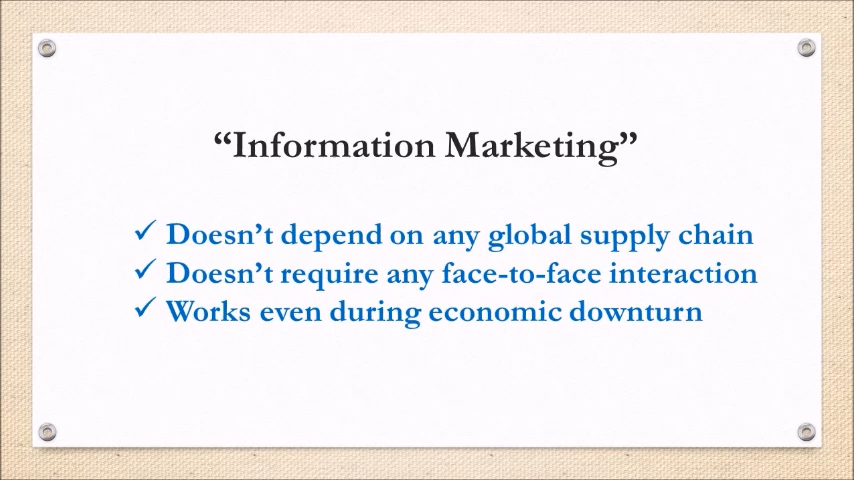 “Information Marketing”
✓ Doesn’t depend on any global supply chain
✓ Doesn’t require any face-to-face interaction
✓ Works even during economic downturn